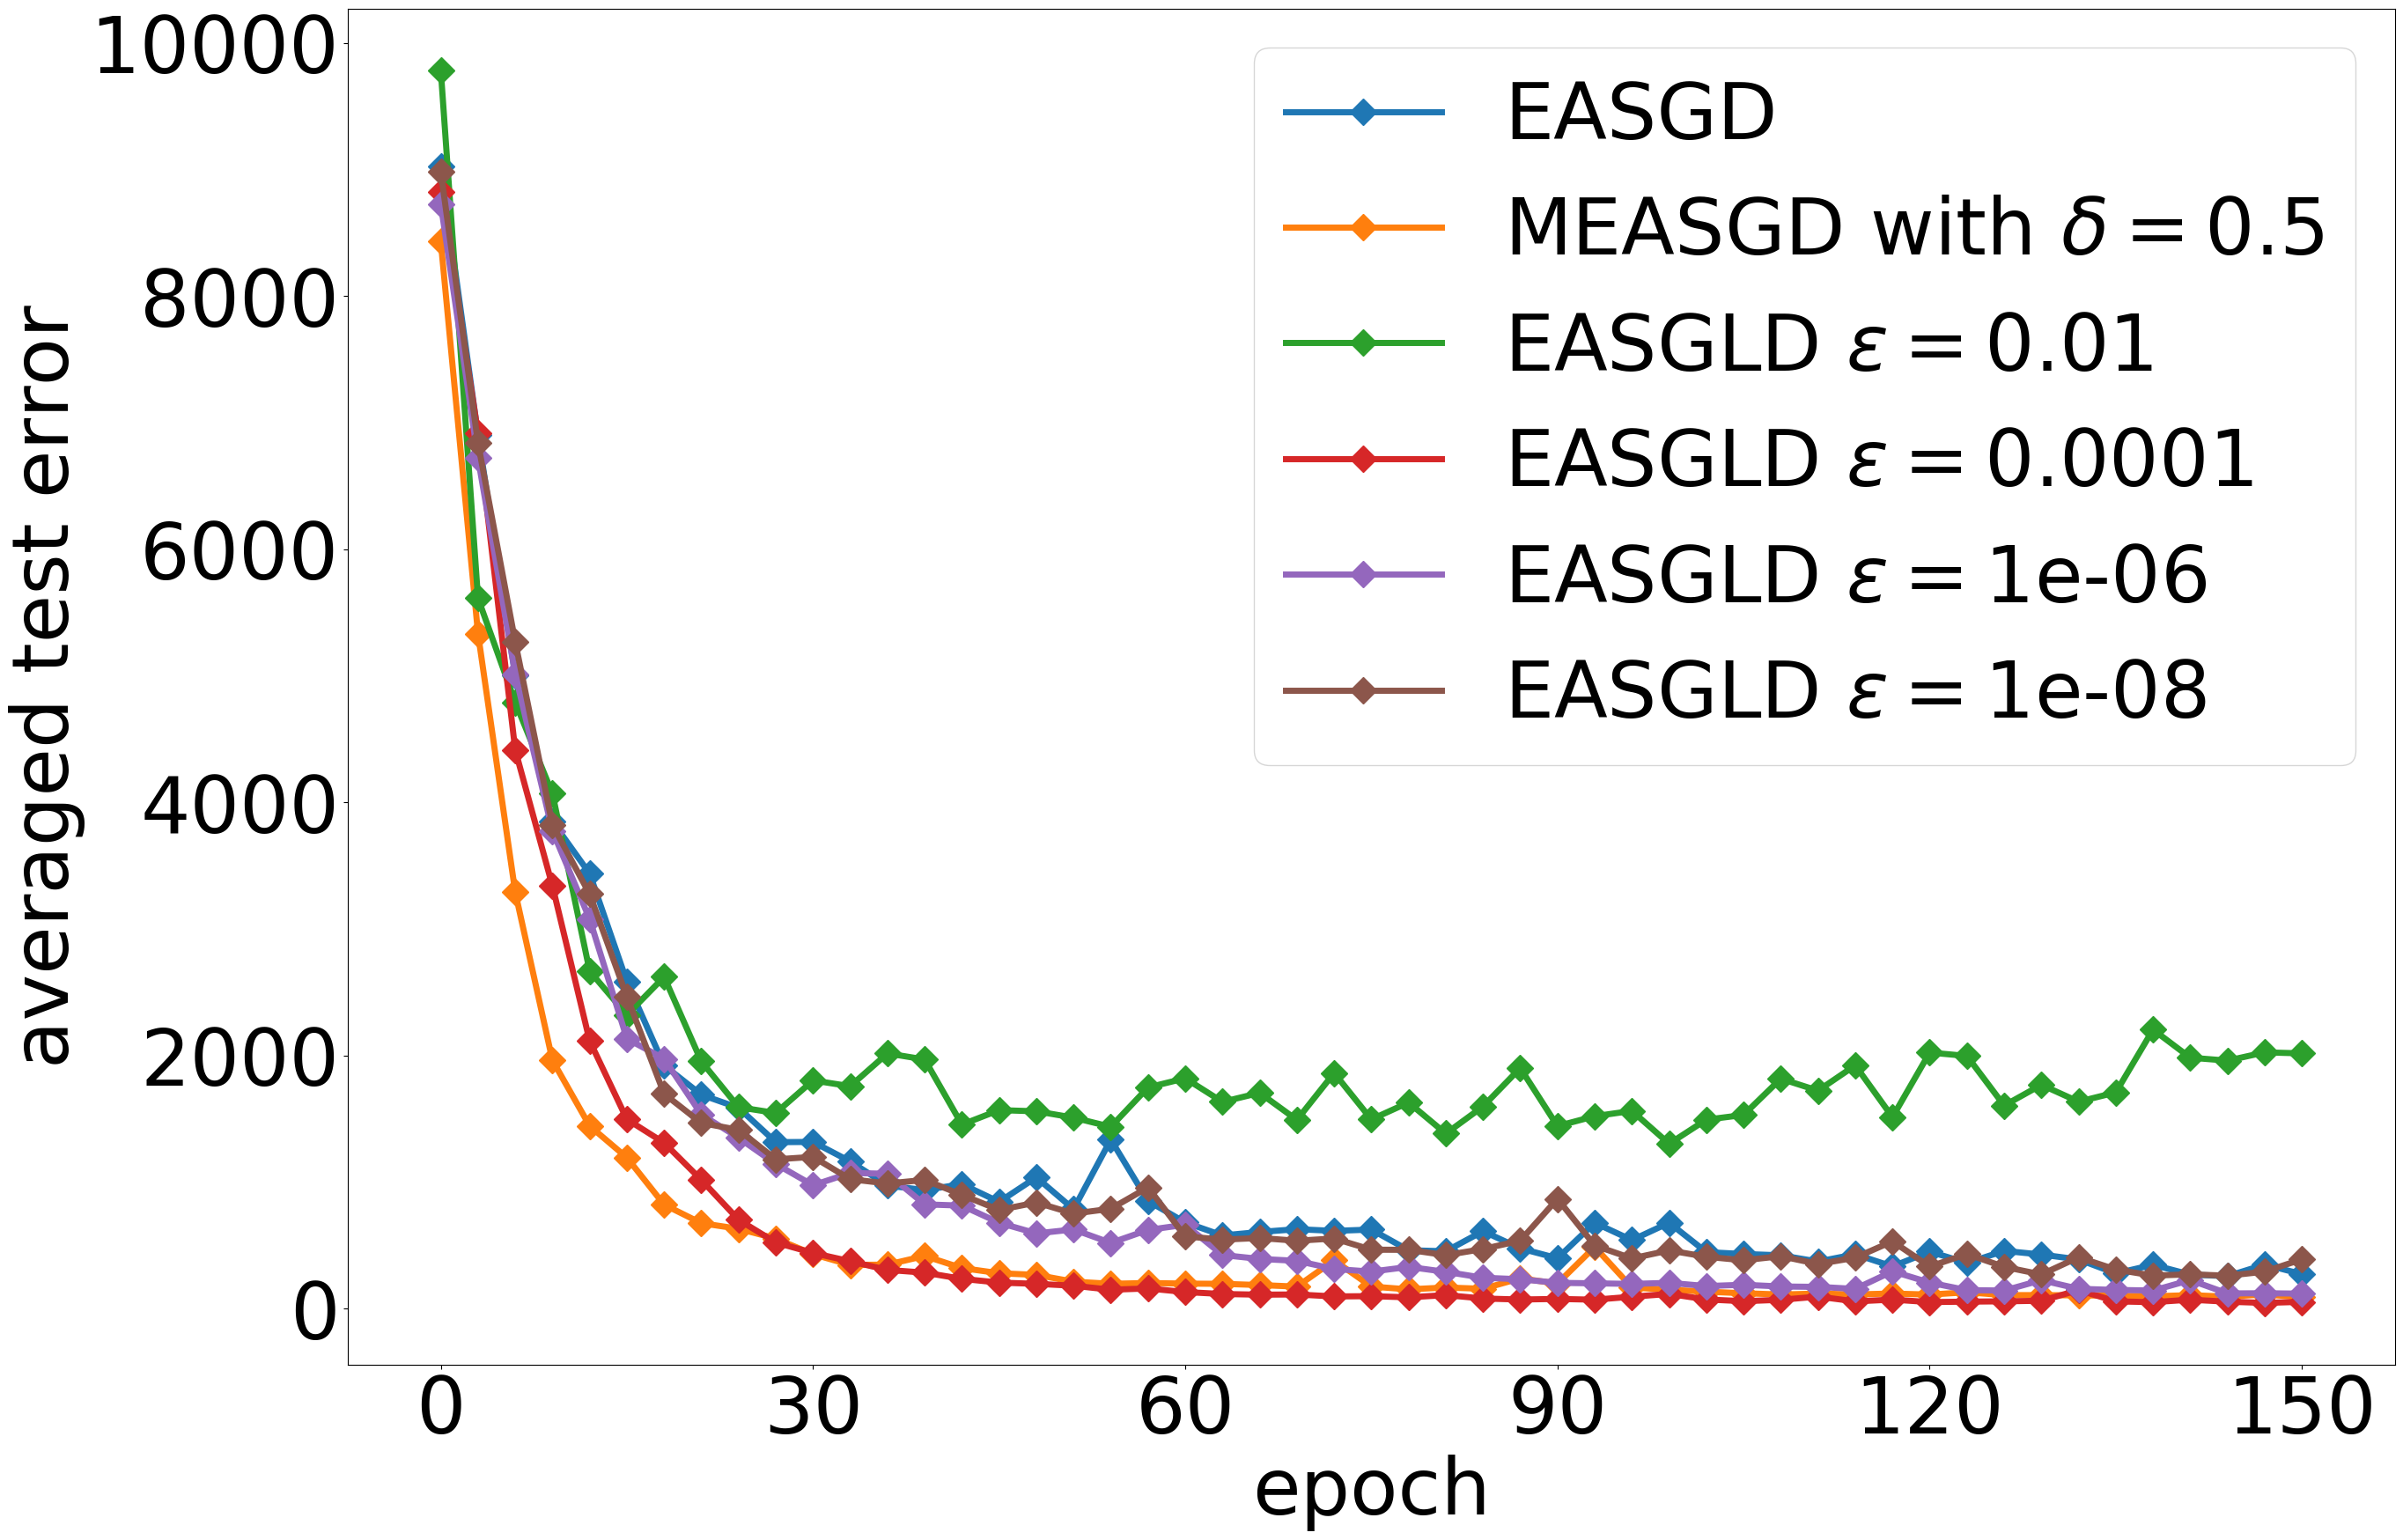 averaged test error
10000
8000
6000
4000
2000
0
EASGD
MEASGD with δ = 0.5
EASGLD ε = 0.01
EASGLD ε = 0.0001
EASGLD ε = 1e-06
EASGLD ε = 1e-08
0 30 60 90 120 150
epoch